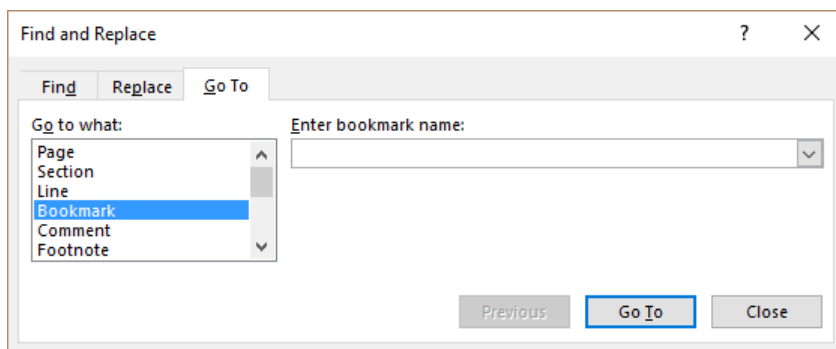 Find and Replace ?
Find Replace Go To
Go to what: Enter bookmark name:
Page
Section
Line
Bookmark
Comment
Footnote
Previous Go To Close